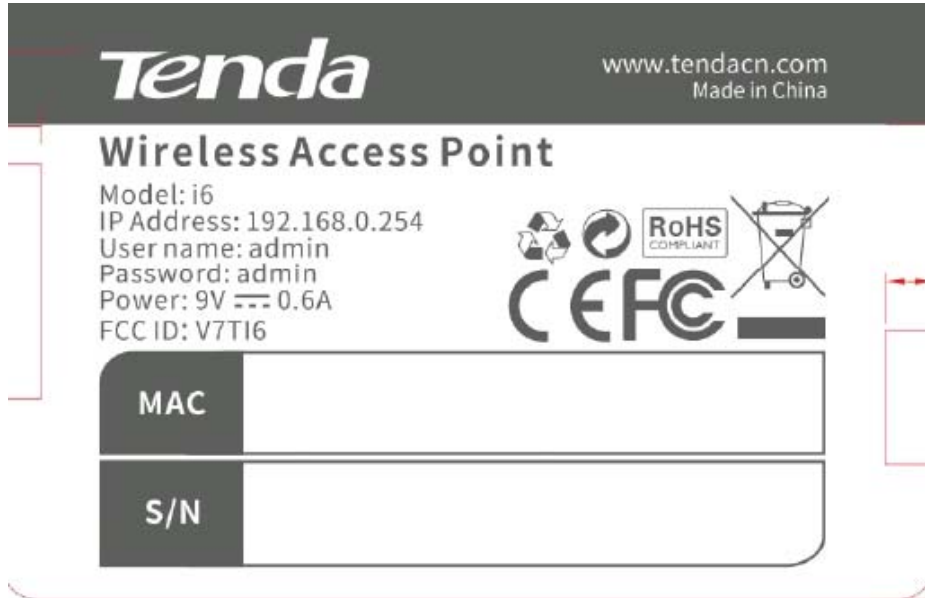 Tenda
www.tendacn.com
Made in China
Wireless Access Point
Model: i6
IP Address: 192.168.0.254
User name: admin
Password: admin
Power: 9V ⎓ 0.6A
FCC ID: V7TI6
RoHS
COMPLIANT
CE FC
MAC
S/N